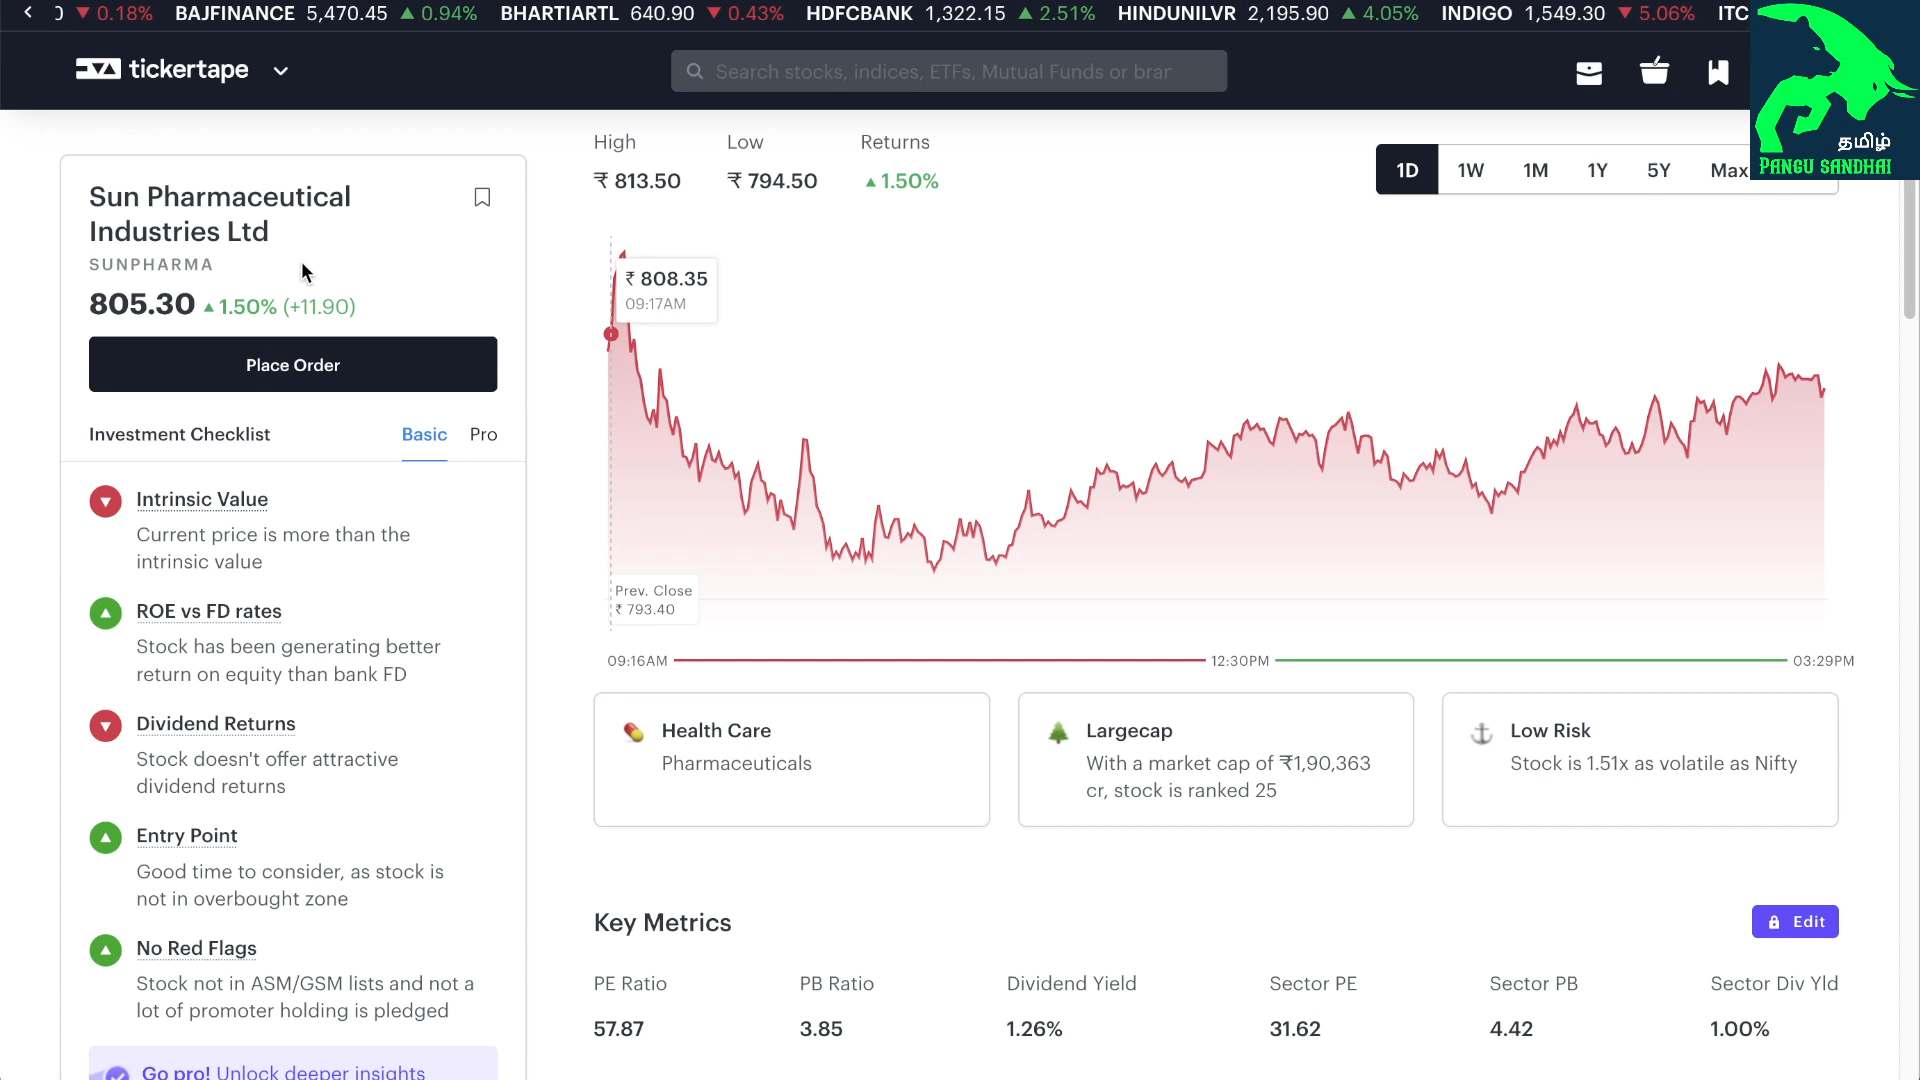 0.18% BAJFINANCE 5,470.45 0.94% BHARTIARTL 640.90 0.43% HDFCBANK 1,322.15 2.51% HINDUNILVR 2,195.90 4.05% INDIGO 1,549.30 5.06% ITC
tickertape
Search stocks, indices, ETFs, Mutual Funds or brar
தமிழ்
PANGU SANDHAI
High Low Returns
₹ 813.50 ₹ 794.50 1.50%
1D 1W 1M 1Y 5Y Max
Sun Pharmaceutical
Industries Ltd
SUNPHARMA
805.30 1.50% (+11.90)
Place Order
Investment Checklist Basic Pro
Intrinsic Value
Current price is more than the
intrinsic value
ROE vs FD rates
Stock has been generating better
return on equity than bank FD
Dividend Returns
Stock doesn't offer attractive
dividend returns
Entry Point
Good time to consider, as stock is
not in overbought zone
No Red Flags
Stock not in ASM/GSM lists and not a
lot of promoter holding is pledged
Go pro! Unlock deeper insights
₹ 808.35
09:17AM
Prev. Close
₹ 793.40
09:16AM 12:30PM 03:29PM
Health Care
Pharmaceuticals
Largecap
With a market cap of ₹1,90,363
cr, stock is ranked 25
Low Risk
Stock is 1.51x as volatile as Nifty
Key Metrics
Edit
PE Ratio PB Ratio Dividend Yield Sector PE Sector PB Sector Div Yld
57.87 3.85 1.26% 31.62 4.42 1.00%